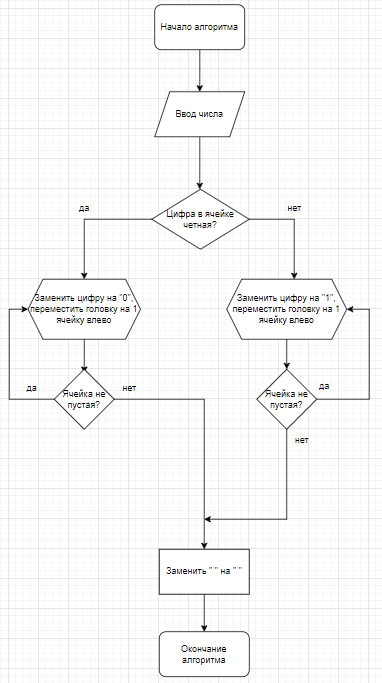 Начало алгоритма
Ввод числа
Цифра в ячейке
четная?
да
нет
Заменить цифру на "0"
переместить головку на 1
ячейку влево
Заменить цифру на "1",
переместить головку на 1
ячейку влево
Ячейка не
пустая?
да
нет
Ячейка не
пустая?
да
нет
Заменить " " на " "
Окончание
алгоритма